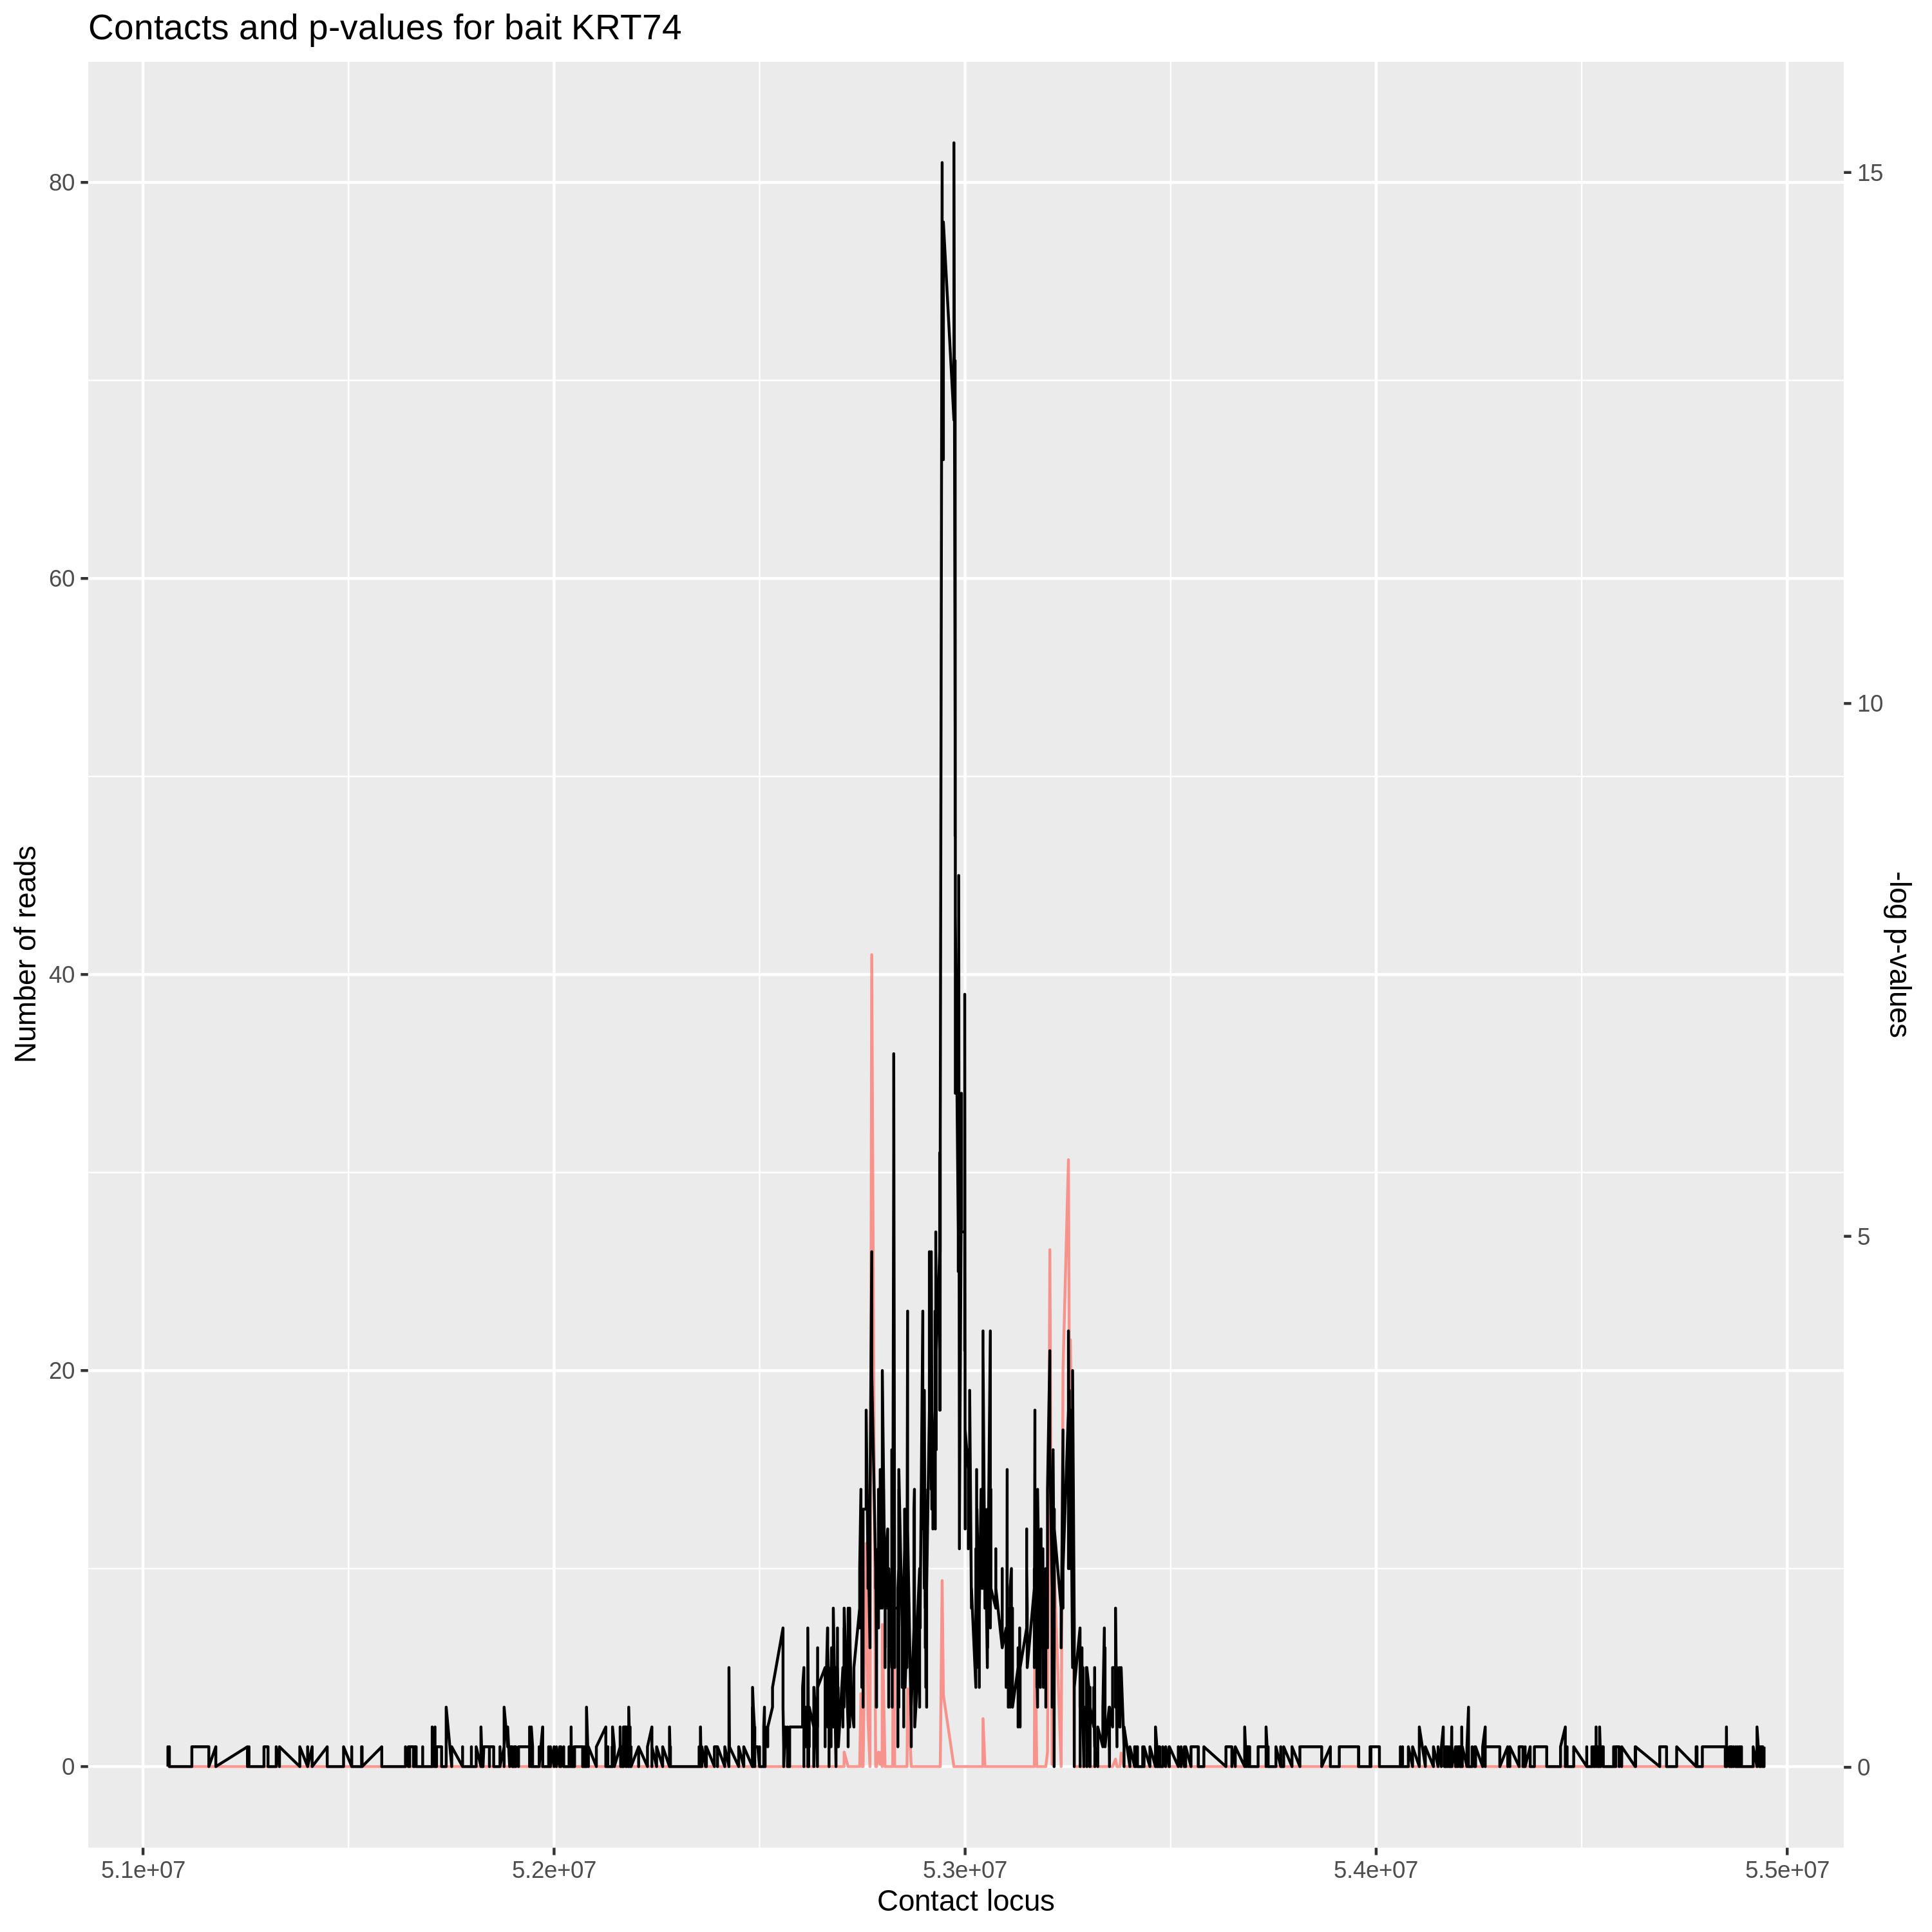 Contacts and p-values for bait KRT74
80
60
40
20
0
Number of reads
15
10
5
0
-log p-values
5.1e+07 5.2e+07 5.3e+07 5.4e+07 5.5e+07
Contact locus